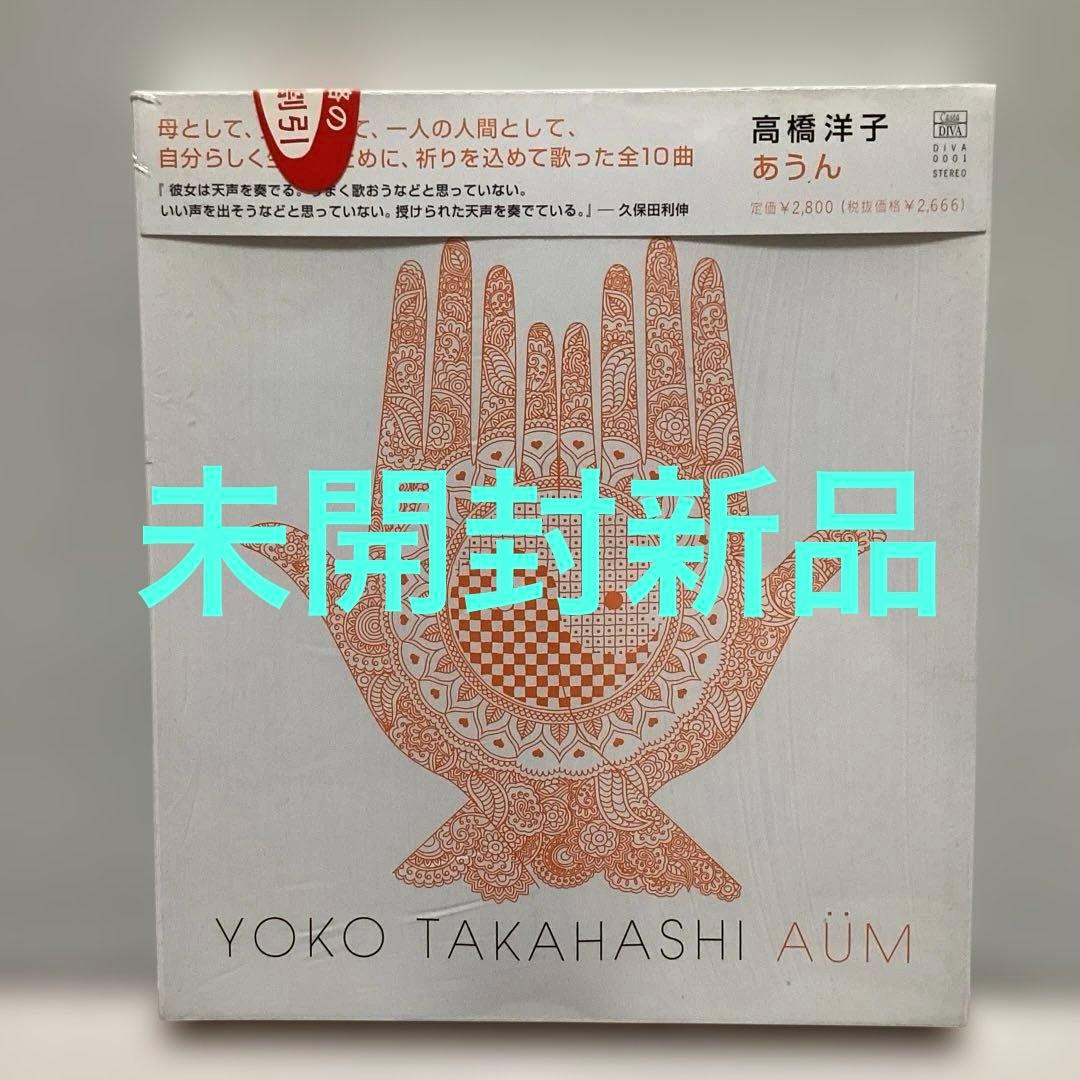 格の
割引
母として、
て、一人の人間として、
自分らしく生
めに、祈りを込めて歌った全10曲
『彼女は天声を奏でる。うまく歌おうなどと思っていない。
いい声を出そうなどと思っていない。授けられた天声を奏でている。』― 久保田利伸
高橋洋子
あうん
定価¥2,800(税抜価格¥2,666)
DIVA
DIVA
0001
STEREO
未開封新品
YOKO TAKAHASHI AÜM